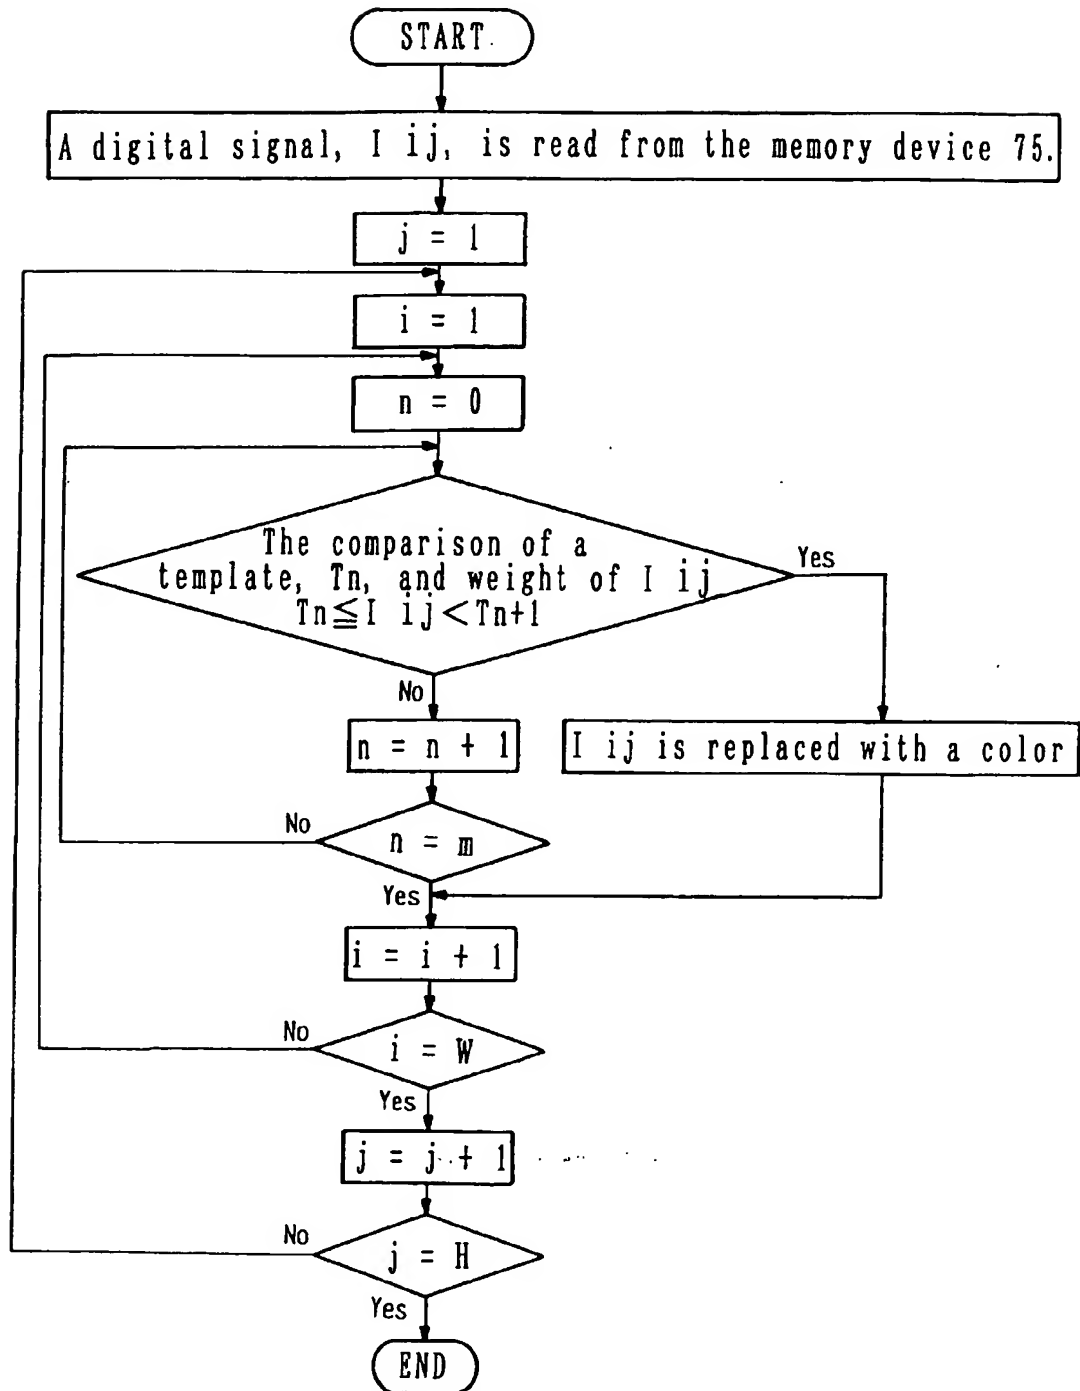 START
A digital signal, I ij, is read from the memory device 75.
j = 1
i = 1
n = 0
The comparison of a
template, Tn, and weight of I ij
Tn≦I ij<Tn+1
Yes
No
n = n + 1
I ij is replaced with a color
No
n = m
Yes
i = i + 1
No
i = W
Yes
j = j + 1
No
j = H
Yes
END